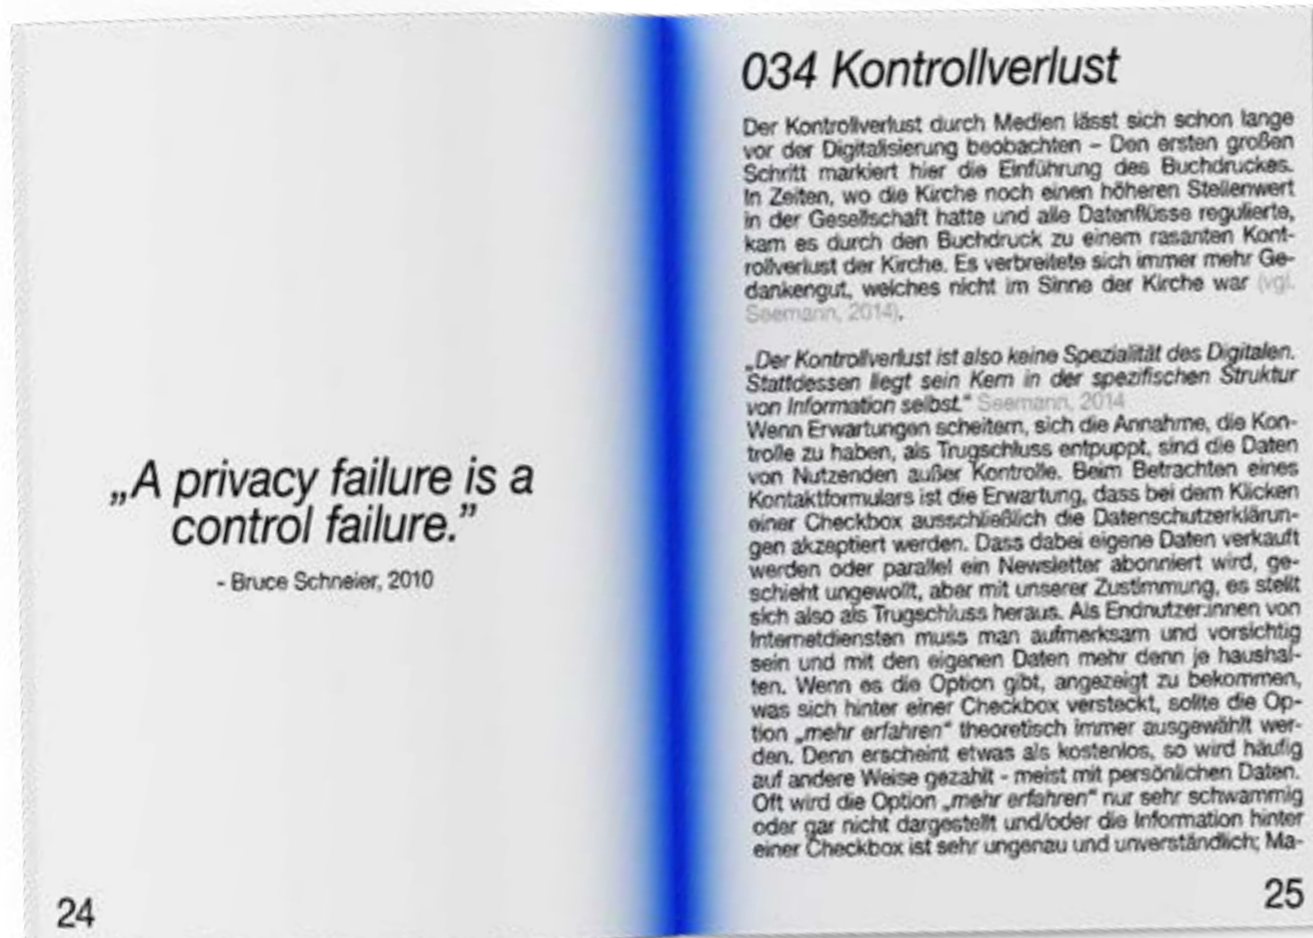 „A privacy failure is a
control failure.”
- Bruce Schneier, 2010
24
034 Kontrollverlust
Der Kontrollverlust durch Medien lässt sich schon lange
vor der Digitalisierung beobachten – Den ersten großen
Schritt markiert hier die Einführung des Buchdruckes.
In Zeiten, wo die Kirche noch einen höheren Stellenwert
in der Gesellschaft hatte und alle Datenflüsse regulierte,
kam es durch den Buchdruck zu einem rasanten Kont-
rollverlust der Kirche. Es verbreitete sich immer mehr Ge-
dankengut, welches nicht im Sinne der Kirche war (vgl.
Seemann, 2014).
„Der Kontrollverlust ist also keine Spezialität des Digitalen.
Stattdessen liegt sein Kern in der spezifischen Struktur
von Information selbst.“ Seemann, 2014
Wenn Erwartungen scheitern, sich die Annahme, die Kon-
trolle zu haben, als Trugschluss entpuppt, sind die Daten
von Nutzenden außer Kontrolle. Beim Betrachten eines
Kontaktformulars ist die Erwartung, dass bei dem Klicken
einer Checkbox ausschließlich die Datenschutzerklärun-
gen akzeptiert werden. Dass dabei eigene Daten verkauft
werden oder parallel ein Newsletter abonniert wird, ge-
schieht ungewollt, aber mit unserer Zustimmung, es stellt
sich also als Trugschluss heraus. Als Endnutzer:innen von
Internetdiensten muss man aufmerksam und vorsichtig
sein und mit den eigenen Daten mehr denn je haushal-
ten. Wenn es die Option gibt, angezeigt zu bekommen,
was sich hinter einer Checkbox versteckt, sollte die Op-
tion „mehr erfahren“ theoretisch immer ausgewählt wer-
den. Denn erscheint etwas als kostenlos, so wird häufig
auf andere Weise gezahlt - meist mit persönlichen Daten.
Oft wird die Option „mehr erfahren“ nur sehr schwammig
oder gar nicht dargestellt und/oder die Information hinter
einer Checkbox ist sehr ungenau und unverständlich; Ma-
25